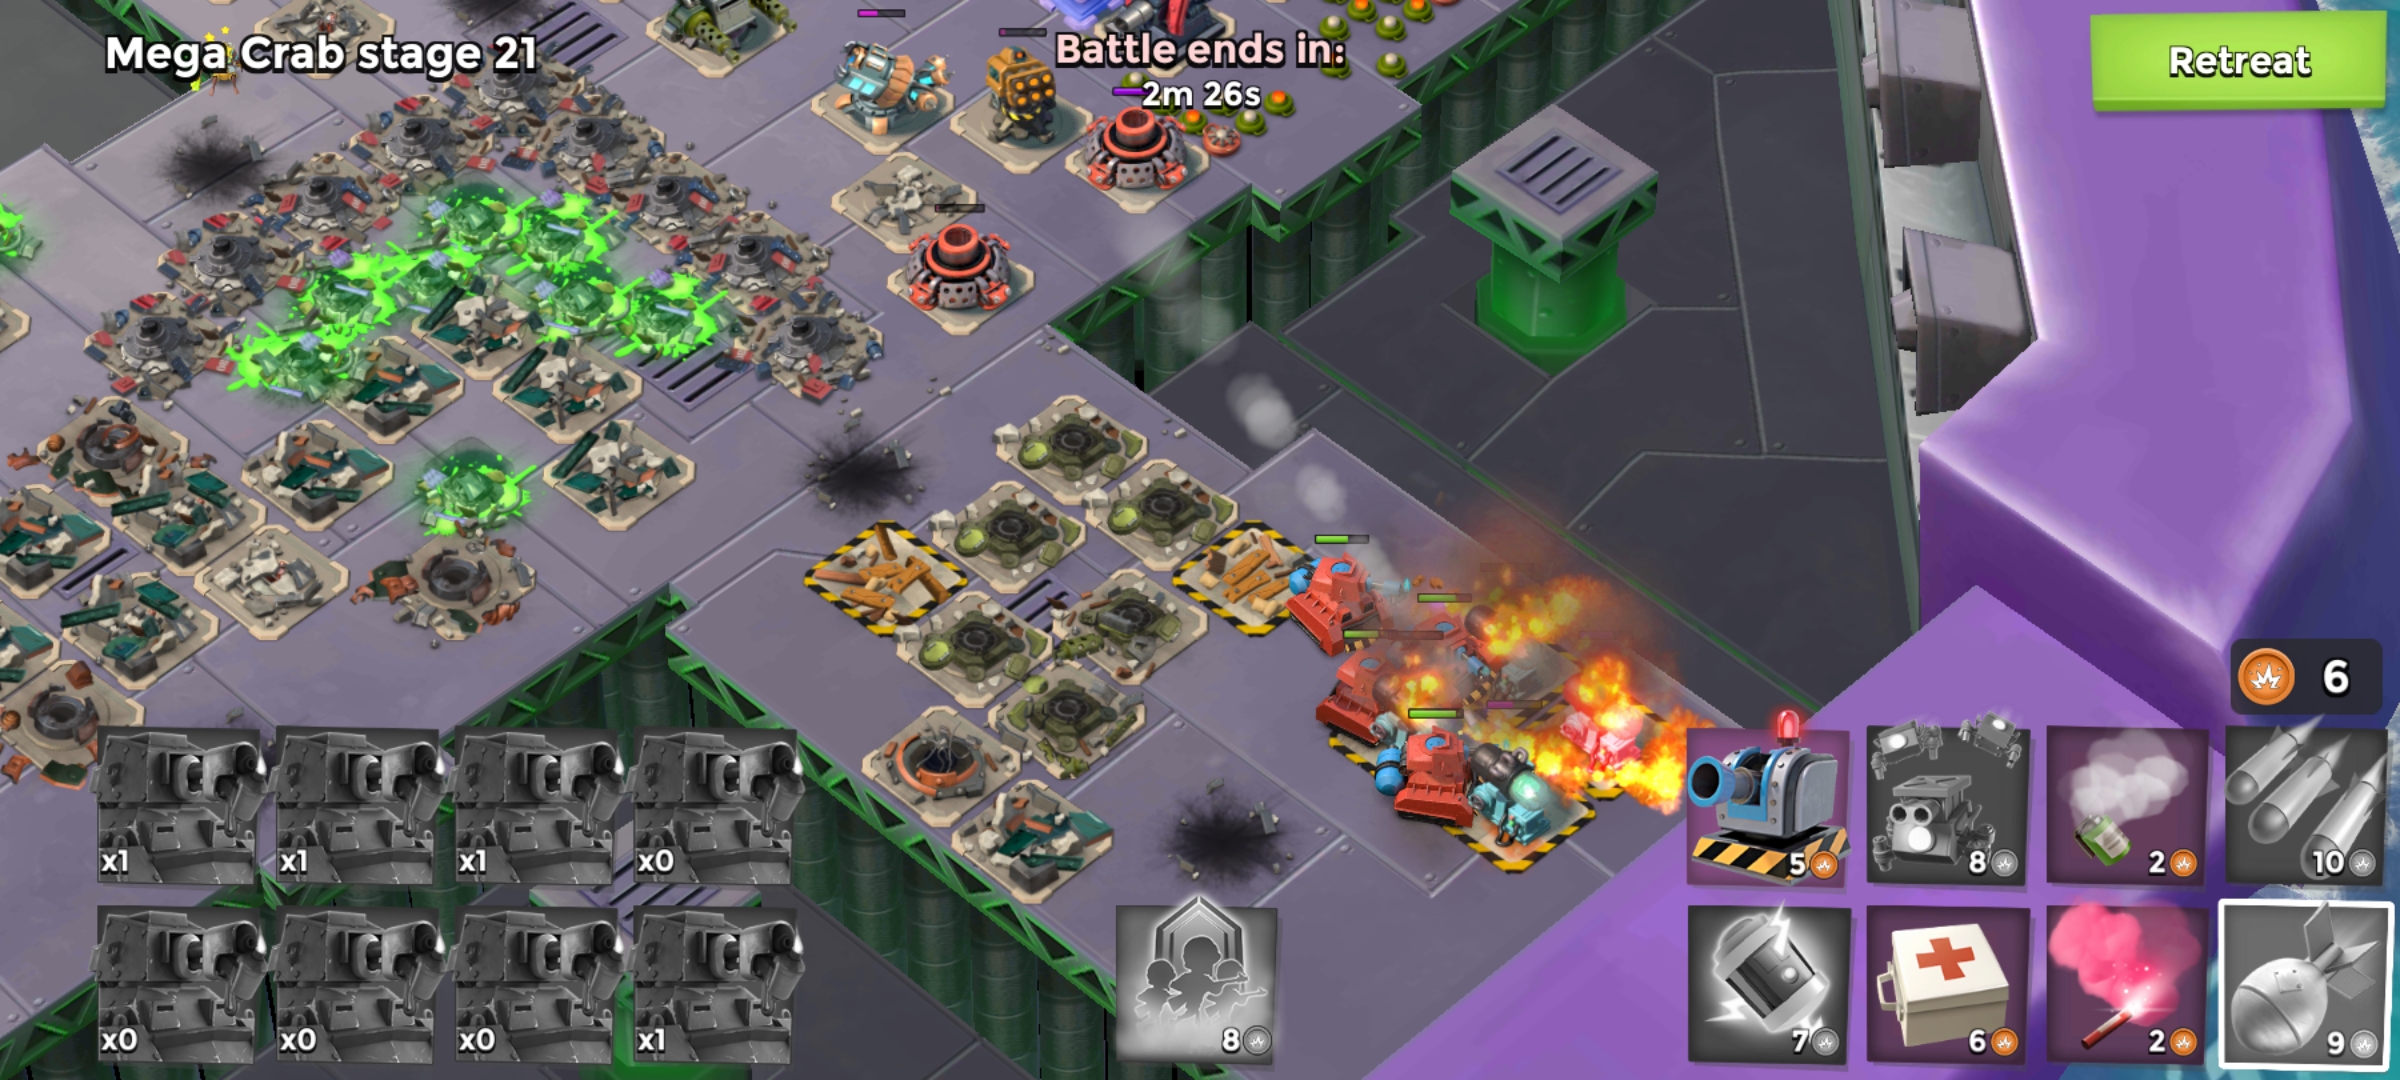 Mega Crab stage 21
Battle ends in:
2m 26s
Retreat
6
x1
x1
x1
x0
5
8
2
10
x0
x0
x0
x1
8
7
6
2
9